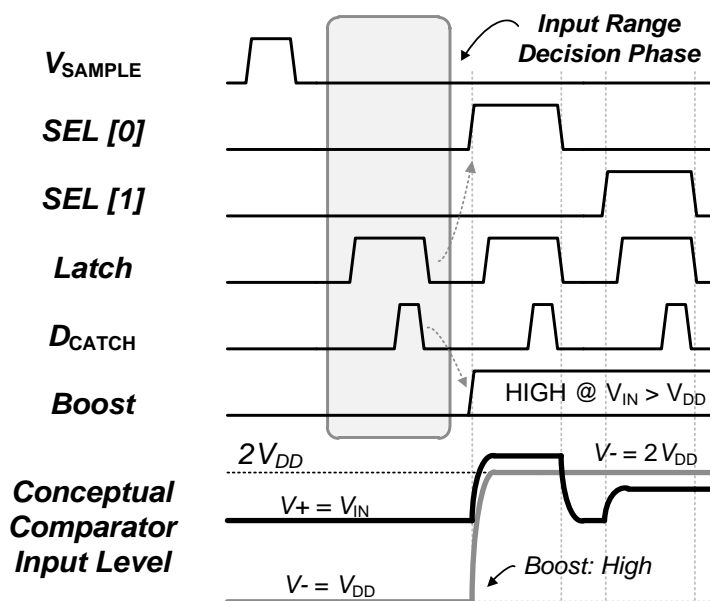 Input Range
Decision Phase
VSAMPLE
SEL [0]
SEL [1]
Latch
DCATCH
Boost
HIGH @ VIN > VDD
2VDD
V- = 2VDD
Conceptual
Comparator
Input Level
V+ = VIN
V- = VDD
Boost: High